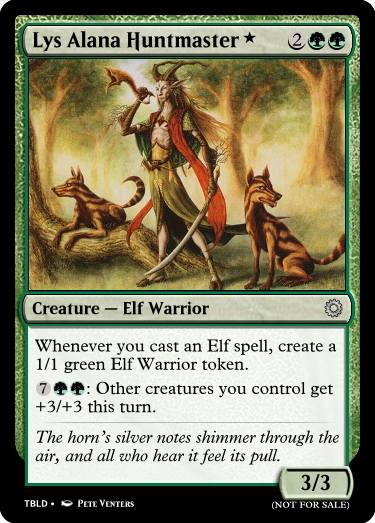 Lys Alana Huntmaster★ 2
Creature — Elf Warrior
Whenever you cast an Elf spell, create a
1/1 green Elf Warrior token.
7: Other creatures you control get
+3/+3 this turn.
The horn's silver notes shimmer through the
air, and all who hear it feel its pull.
3/3
TBLD • Pete Venters
(NOT FOR SALE)